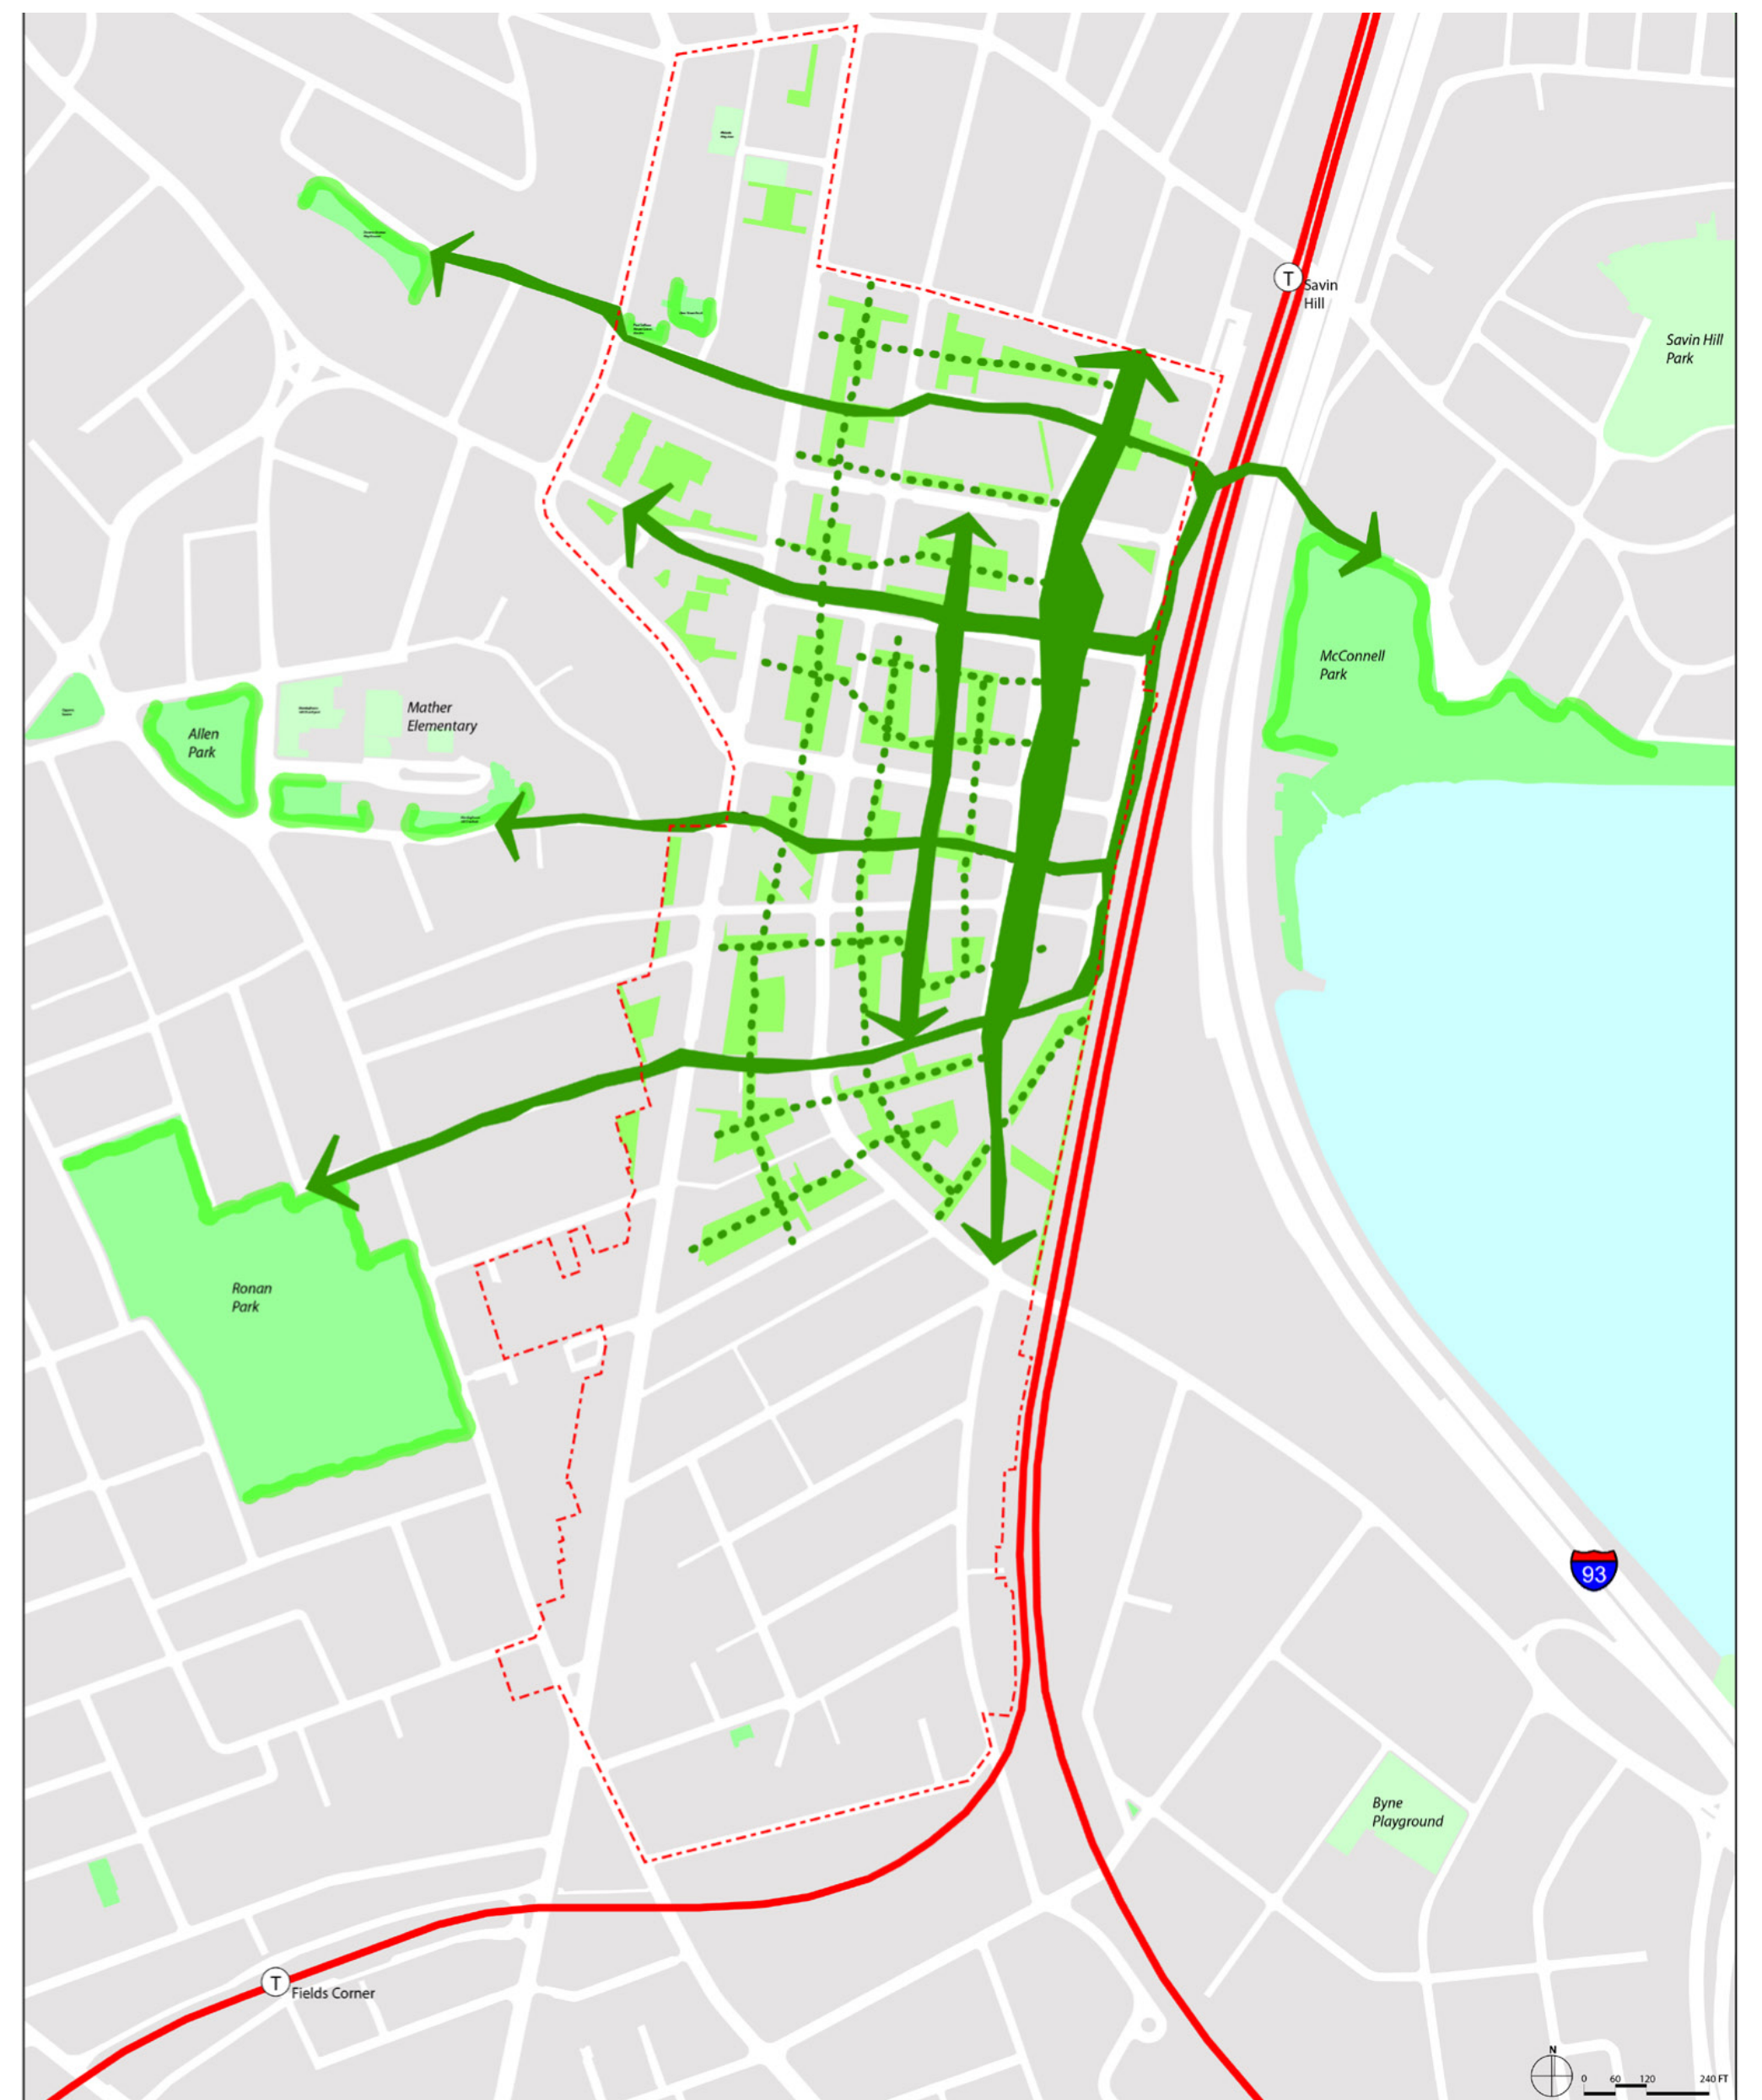 T
Savin
Hill
Savin Hill
Park
McConnell
Park
Mather
Elementary
Allen
Park
Ronan
Park
93
Byne
Playground
T
Fields Corner
N
0 60 120 240 FT